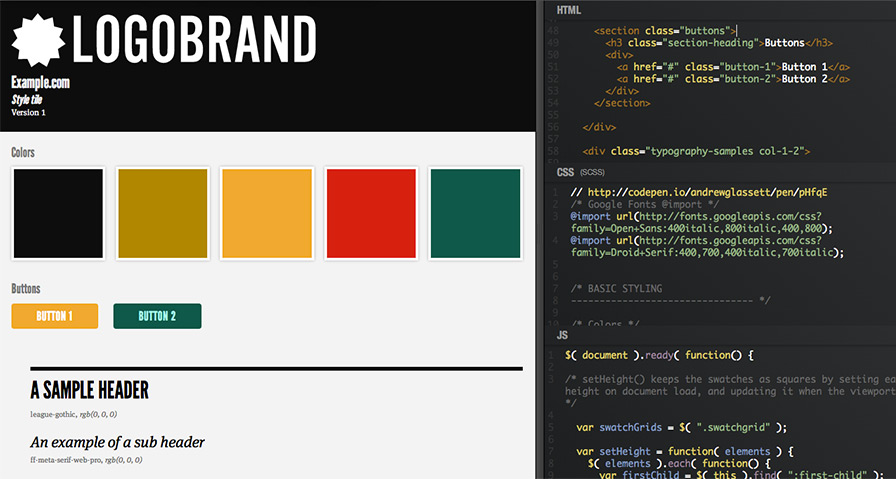 LOGOBRAND
Example.com
Style tile
Version 1
Colors
Buttons
BUTTON 1
BUTTON 2
A SAMPLE HEADER
league-gothic, rgb(0, 0, 0)
An example of a sub header
ff-meta-serif-web-pro, rgb(0, 0, 0)
HTML
48 <section class="buttons">
49 <h3 class="section-heading">Buttons</h3>
50 <div>
51 <a href="#" class="button-1">Button 1</a>
52 <a href="#" class="button-2">Button 2</a>
53 </div>
54 </section>
55
56 </div>
57
58 <div class="typography-samples col-1-2">
CSS (SCSS)
1 // http://codepen.io/andrewglassett/pen/pHfqE
2 /* Google Fonts @import */
3 @import url(http://fonts.googleapis.com/css?
family=Open+Sans:400italic,800italic,400,800);
4 @import url(http://fonts.googleapis.com/css?
family=Droid+Serif:400,700,400italic,700italic);
5
6
7 /* BASIC STYLING
8 -------------------------------- */
9
10 /* Colors */
JS
1 $( document ).ready( function() {
2
3 /* setHeight() keeps the swatches as squares by setting ea
height on document load, and updating it when the viewport
*/
4
5 var swatchGrids = $( ".swatchgrid" );
6
7 var setHeight = function( elements ) {
8 $( elements ).each( function() {
9 var firstChild = $( this ).find( ":first-child" );